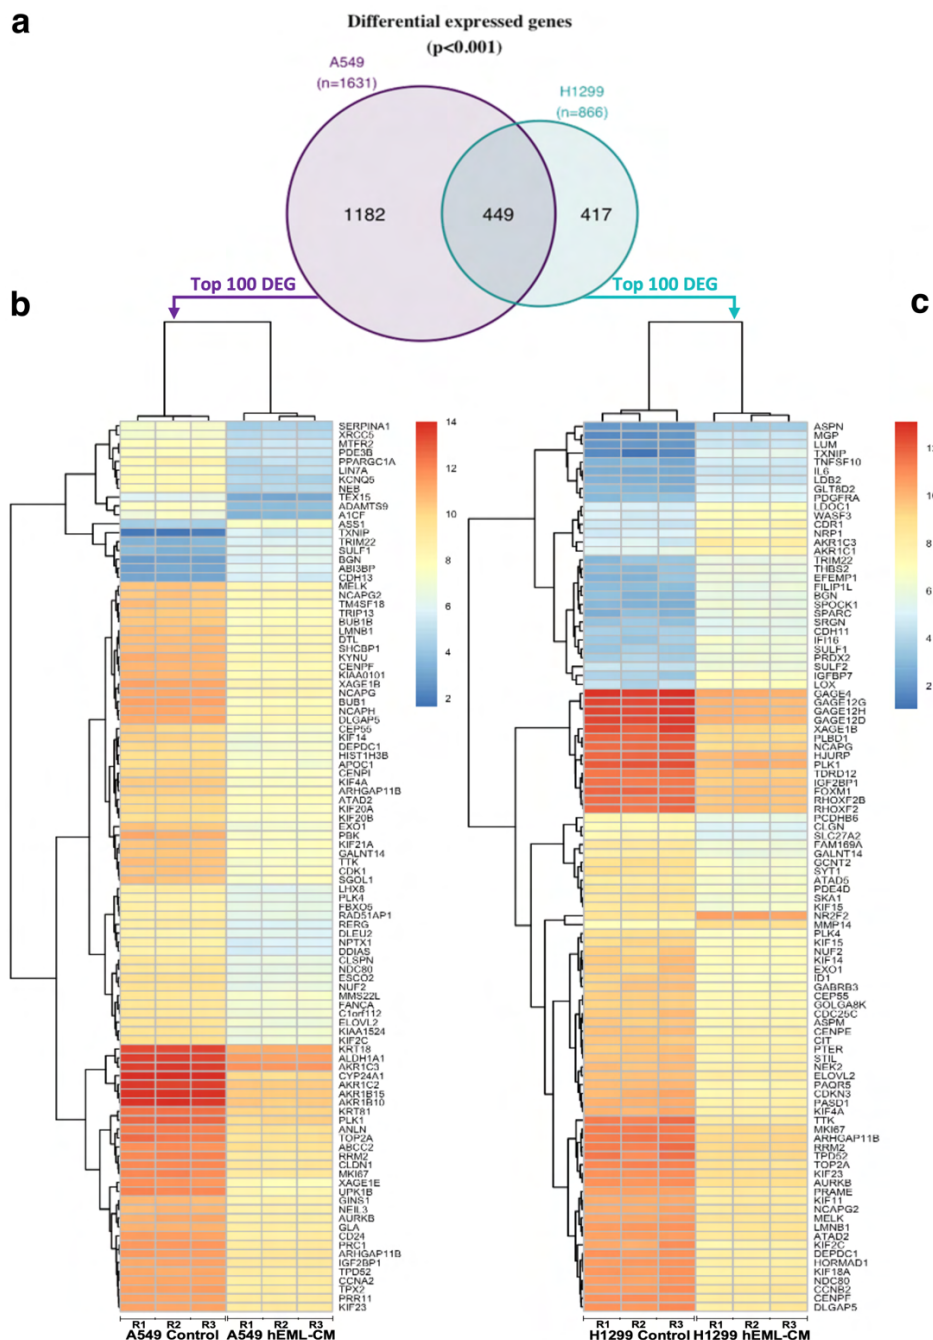 a
Differential expressed genes
(p<0.001)
A549
(n=1631)
H1299
(n=866)
1182
449
417
Top 100 DEG
Top 100 DEG
b
c
SERPINA1
XRCC5
MTFR2
PDE3B
PPARGC1A
LIN7A
KCNQ5
NEB
TEX15
ADAMTS9
A1CF
ASS1
TXNIP
TRIM22
SULF1
BGN
ABI3BP
CDH13
MELK
NCAPG2
TM4SF18
TRIP13
BUB1B
LMNB1
DTL
SHCBP1
KYNU
CENPF
KIAA0101
XAGE1B
NCAPG
BUB1
NCAPH
DLGAP5
CEP55
KIF14
DEPDC1
HIST1H3B
APOC1
CENPI
KIF4A
ARHGAP11B
ATAD2
KIF20A
KIF20B
EXO1
PBK
KIF21A
GALNT14
TTK
CDK1
SGOL1
LHX8
PLK4
FBXO5
RAD51AP1
RERG
DLEU2
NPTX1
DDIAS
CLSPN
NDC80
ESCO2
NUF2
MMS22L
FANCA
C1orf112
ELOVL2
KIAA1524
KIF2C
KRT18
ALDH1A1
AKR1C3
CYP24A1
AKR1C2
AKR1B15
AKR1B10
KRT81
PLK1
ANLN
TOP2A
ABCC2
RRM2
CLDN1
MKI67
XAGE1E
UPK1B
GINS1
NEIL3
AURKB
GLA
CD24
PRC1
ARHGAP11B
IGF2BP1
TPD52
CCNA2
TPX2
PRR11
KIF23
14
12
10
8
6
4
2
R1 R2 R3 R1 R2 R3
A549 Control A549 hEML-CM
ASPN
MGP
LUM
TXNIP
TNFSF10
IL6
LDB2
GLT8D2
PDGFRA
LDOC1
WASF3
CDR1
NRP1
AKR1C3
AKR1C1
TRIM22
THBS2
EFEMP1
FILIP1L
BGN
SPOCK1
SPARC
SRGN
CDH11
IFI16
SULF1
PRDX2
SULF2
IGFBP7
LOX
GAGE4
GAGE12G
GAGE12H
GAGE12D
XAGE1B
PLBD1
NCAPG
HJURP
PLK1
TDRD12
IGF2BP1
FOXM1
RHOXF2B
RHOXF2
PCDHB6
CLGN
SLC27A2
FAM169A
GALNT14
GCNT2
SYT1
ATAD5
PDE4D
SKA1
KIF15
NR2F2
MMP14
PLK4
KIF15
NUF2
KIF14
EXO1
ID1
GABRB3
CEP55
GOLGA8K
CDC25C
ASPM
CENPE
CIT
PTER
STIL
NEK2
ELOVL2
PAQR5
CDKN3
PASD1
KIF4A
TTK
MKI67
ARHGAP11B
RRM2
TPD52
TOP2A
KIF23
AURKB
PRAME
KIF11
NCAPG2
MELK
LMNB1
ATAD2
KIF2C
DEPDC1
HORMAD1
KIF18A
NDC80
CCNB2
CENPF
DLGAP5
8
6
4
2
R1 R2 R3 R1 R2 R3
H1299 Control H1299 hEML-CM